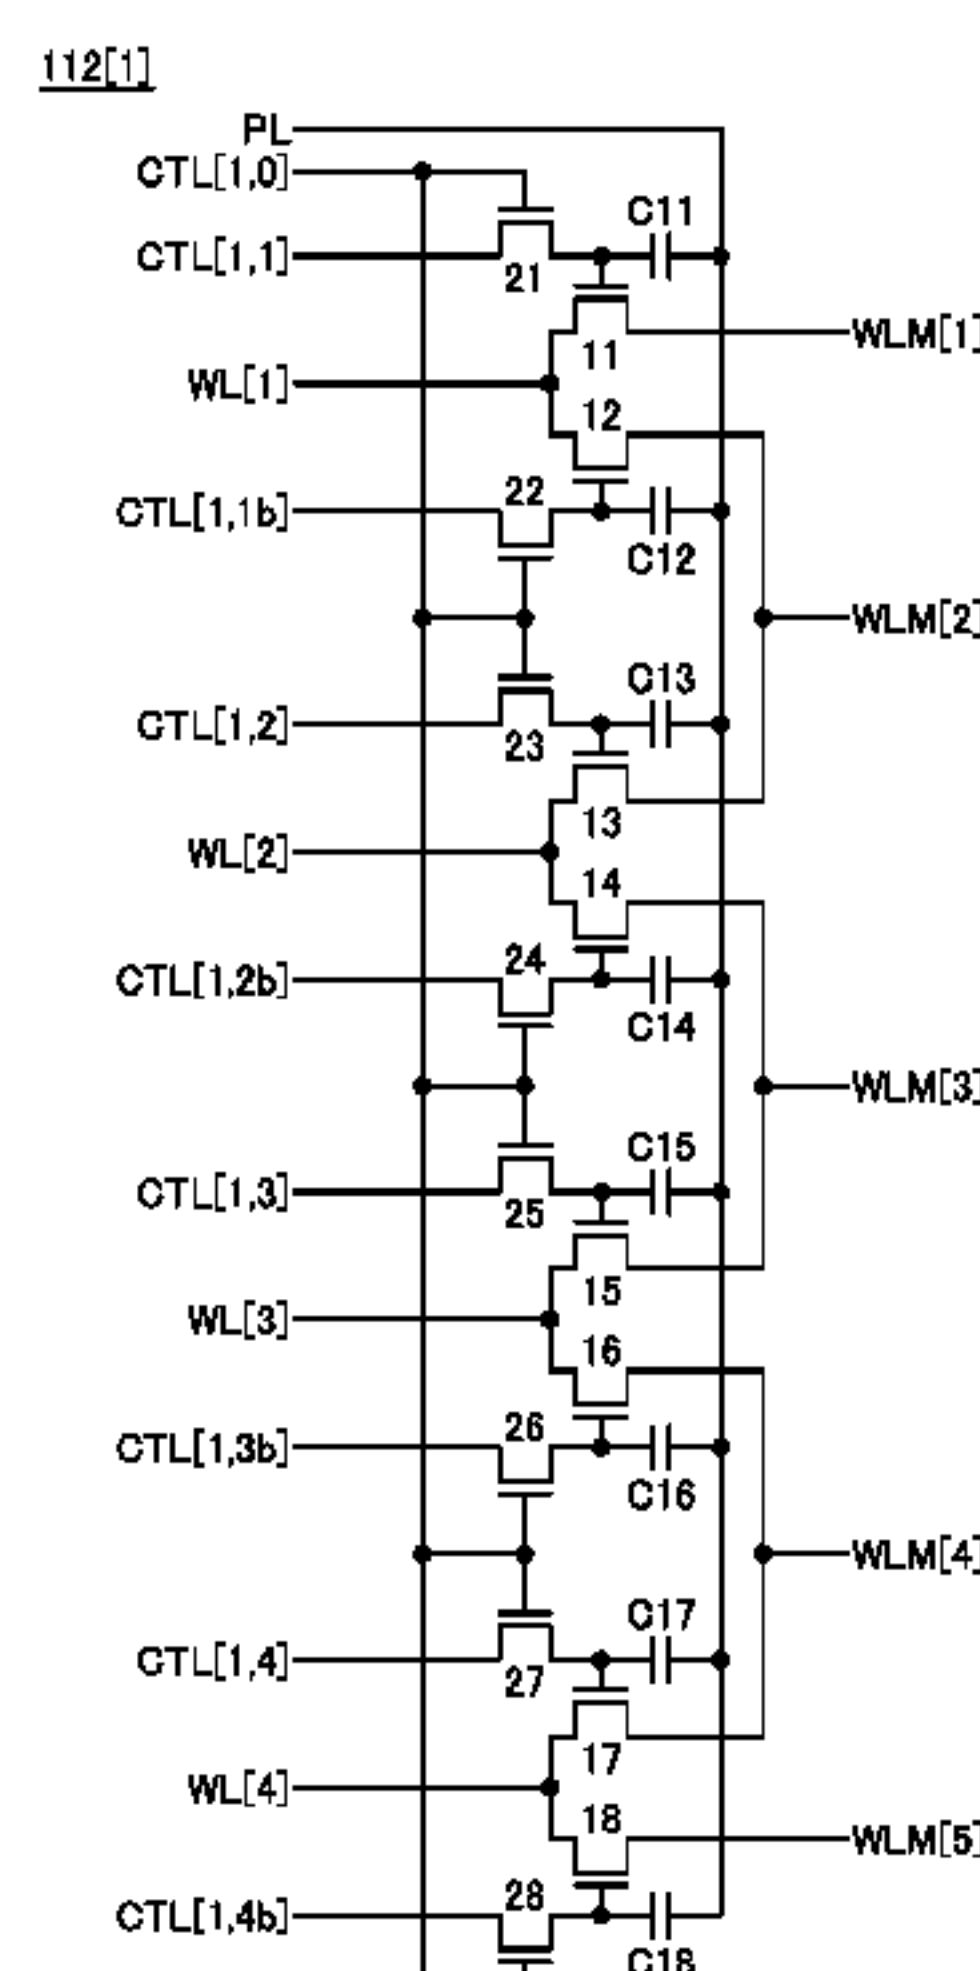 112[1]
PL
CTL[1,0]
C11
CTL[1,1]
21
WLM[1]
11
WL[1]
12
22
CTL[1,1b]
C12
WLM[2]
C13
CTL[1,2]
23
13
WL[2]
14
24
CTL[1,2b]
C14
WLM[3]
C15
CTL[1,3]
25
15
WL[3]
16
26
CTL[1,3b]
C16
WLM[4]
C17
CTL[1,4]
27
17
WL[4]
18
WLM[5]
28
CTL[1,4b]
C18